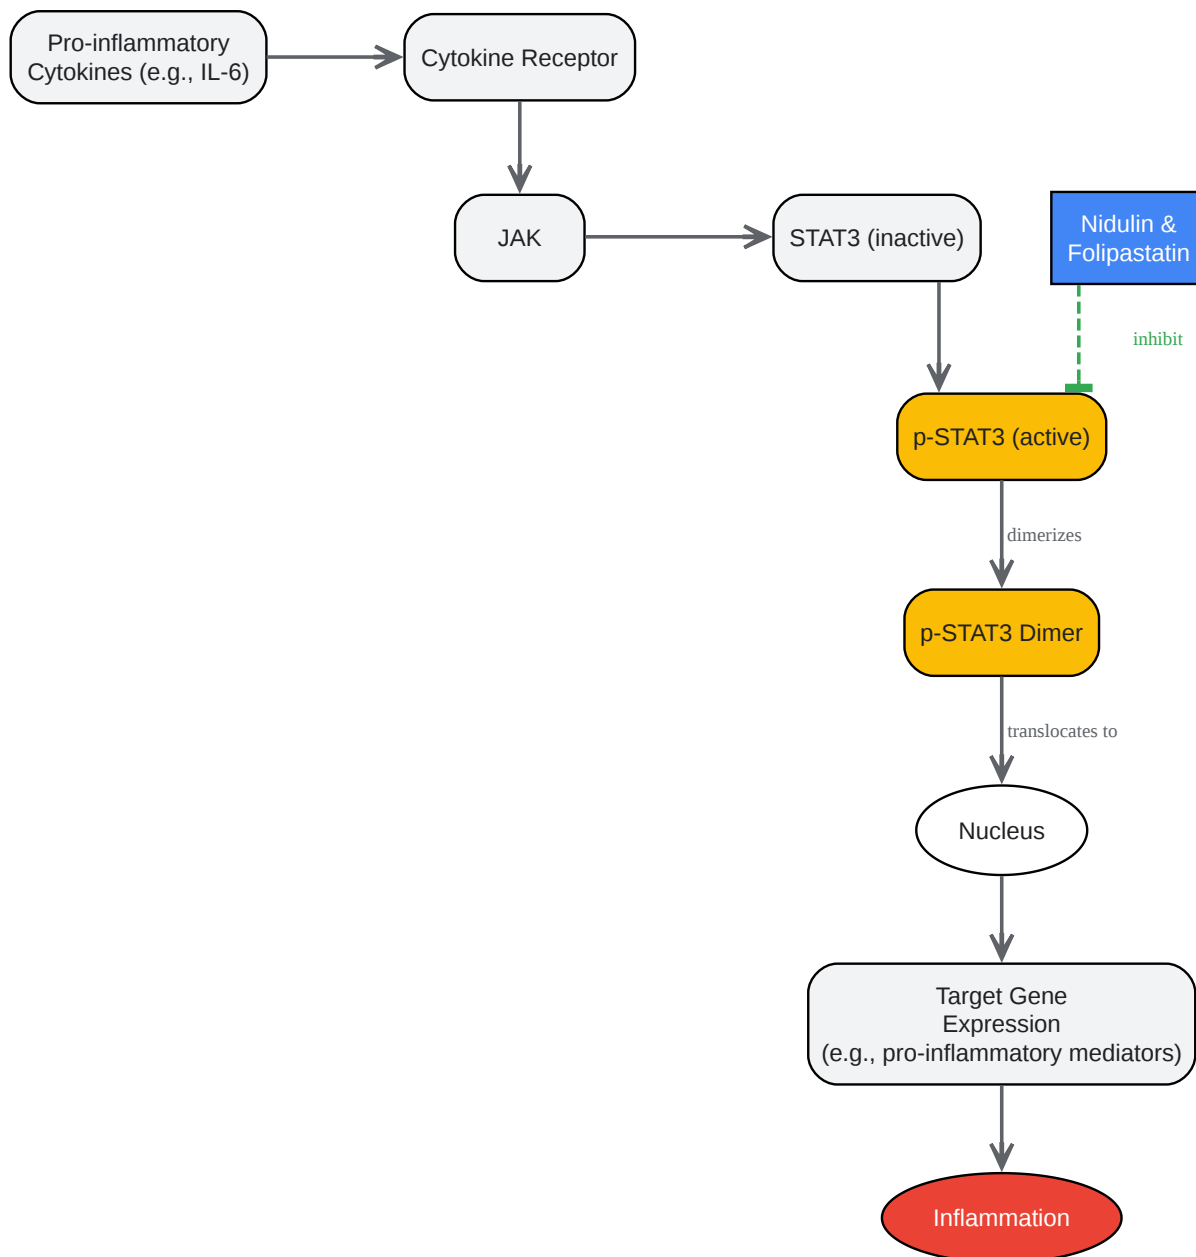 Pro-inflammatory
Cytokines (e.g., IL-6)
Cytokine Receptor
JAK
STAT3 (inactive)
Nidulin &
Folipastatin
inhibit
p-STAT3 (active)
dimerizes
p-STAT3 Dimer
translocates to
Nucleus
Target Gene
Expression
(e.g., pro-inflammatory mediators)
Inflammation